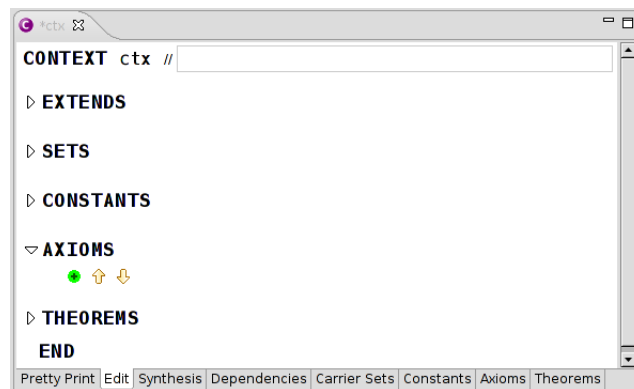 *ctx
CONTEXT ctx //
EXTENDS
SETS
CONSTANTS
AXIOMS
THEOREMS
END
Pretty Print Edit Synthesis Dependencies Carrier Sets Constants Axioms Theorems